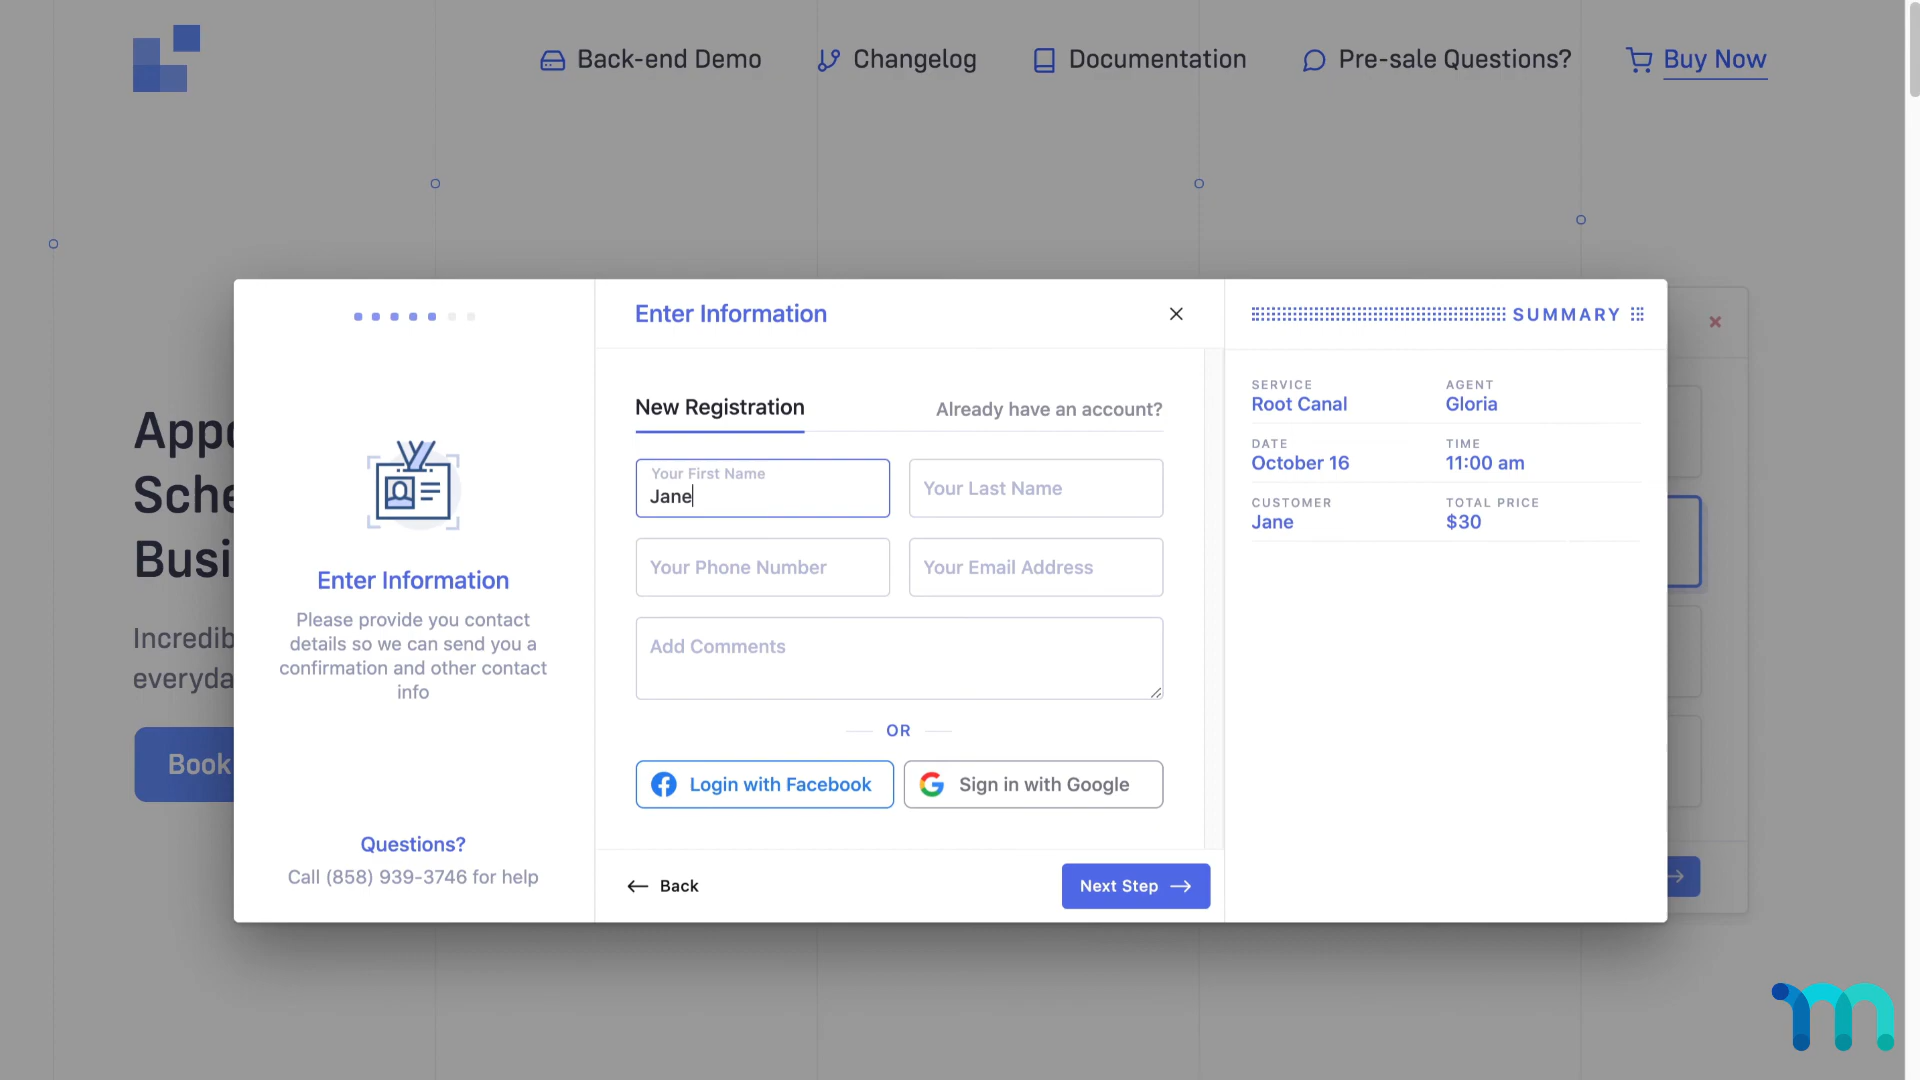 Back-end Demo
Changelog
Documentation
Pre-sale Questions?
Buy Now
Appo
Sche
Busi
Incredib
everyda
Book
Enter Information
Please provide you contact
details so we can send you a
confirmation and other contact
info
Questions?
Call (858) 939-3746 for help
Enter Information
New Registration
Already have an account?
Your First Name
Jane
Your Last Name
Your Phone Number
Your Email Address
Add Comments
OR
Login with Facebook
Sign in with Google
Back
Next Step
SUMMARY
SERVICE
Root Canal
AGENT
Gloria
DATE
October 16
TIME
11:00 am
CUSTOMER
Jane
TOTAL PRICE
$30
m